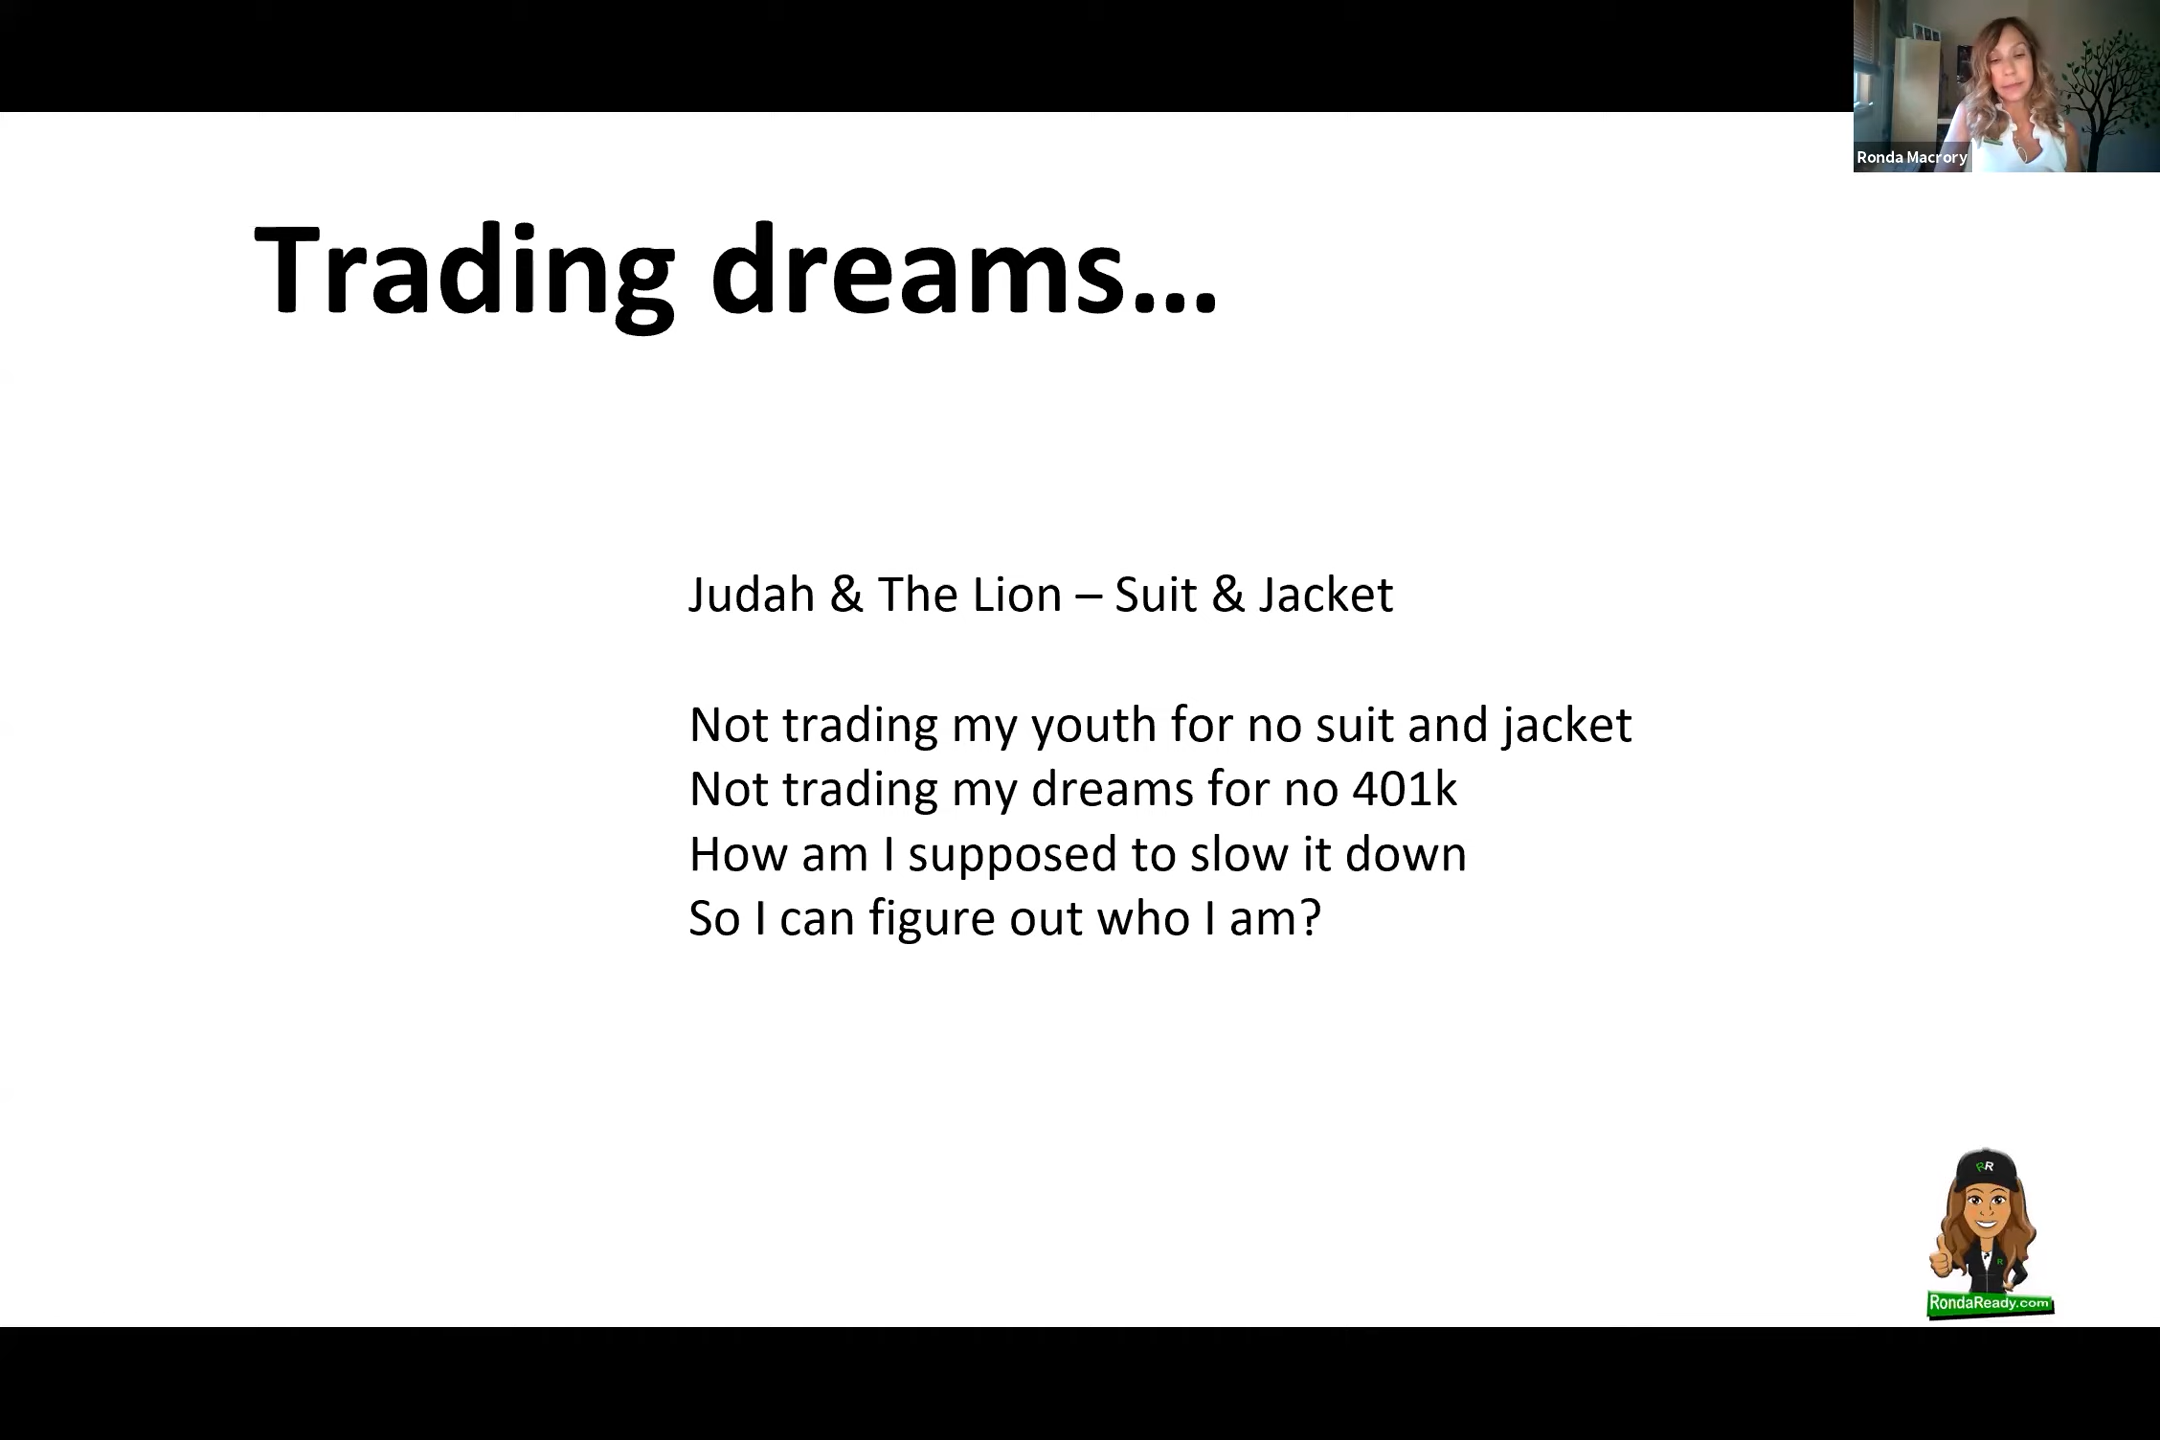 Ronda Macrory
Trading dreams...
Judah & The Lion – Suit & Jacket
Not trading my youth for no suit and jacket
Not trading my dreams for no 401k
How am I supposed to slow it down
So I can figure out who I am?
RR
R
RondaReady.com